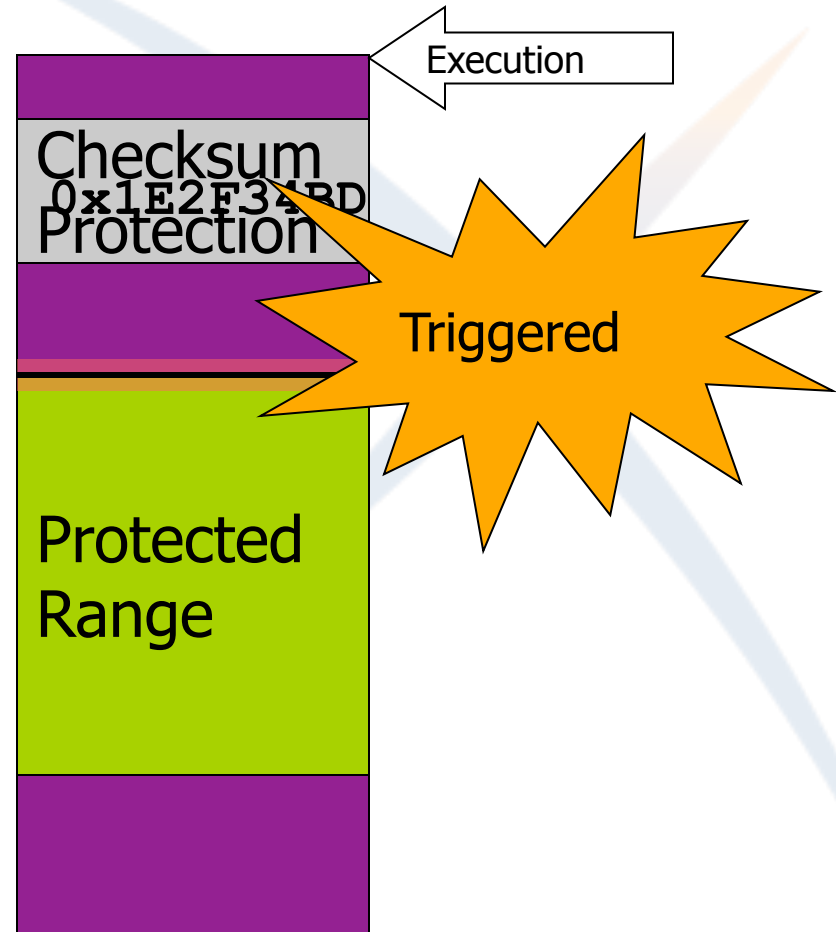 Execution
Checksum
0x1E2F34BD
Protection
Triggered
Protected
Range